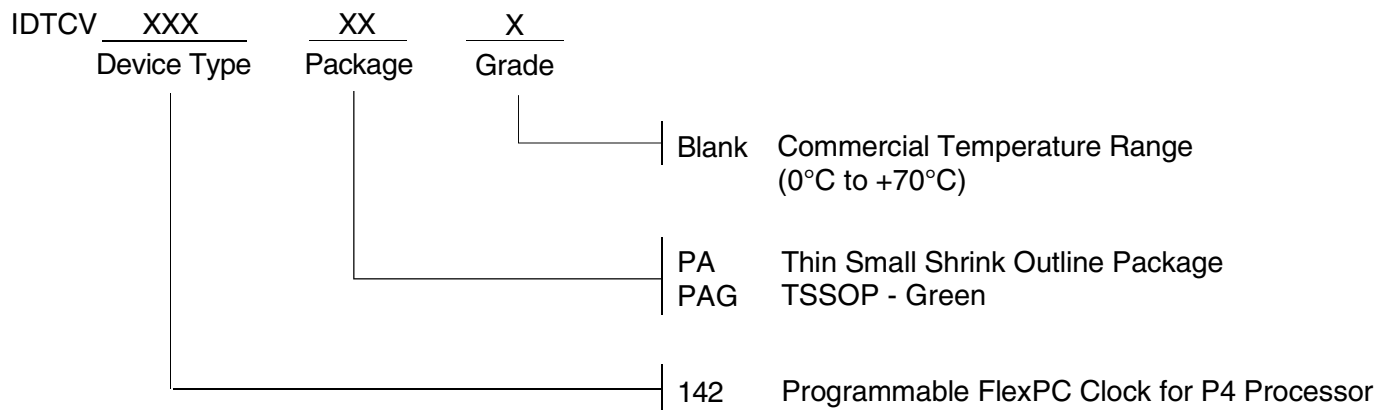 IDTCV XXX XX X
Device Type Package Grade
Blank Commercial Temperature Range
(0°C to +70°C)
PA Thin Small Shrink Outline Package
PAG TSSOP - Green
142 Programmable FlexPC Clock for P4 Processor